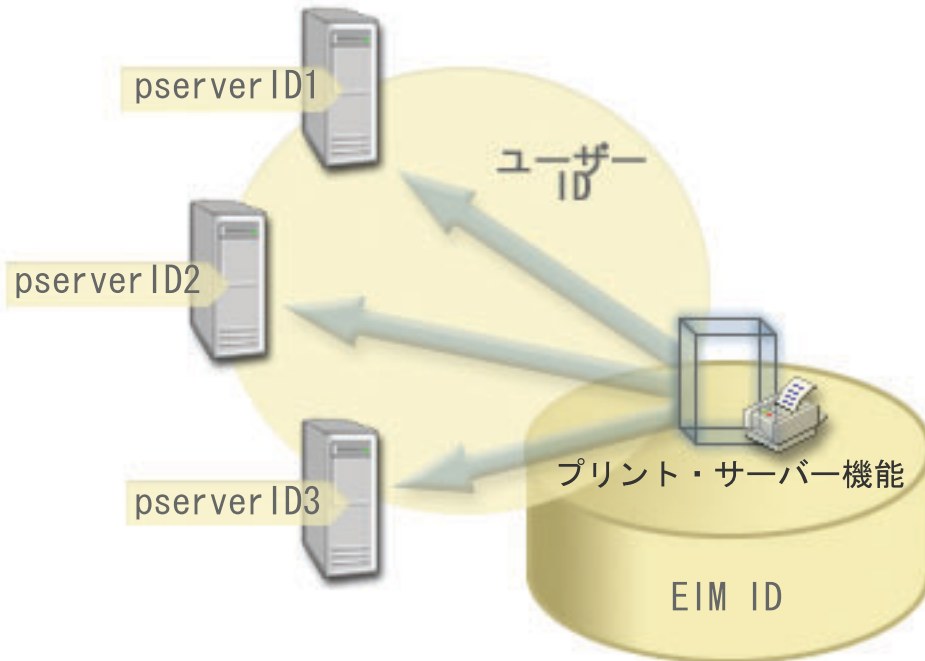 pserverID1
ユーザー
ID
pserverID2
pserverID3
プリント・サーバー機能
EIM ID